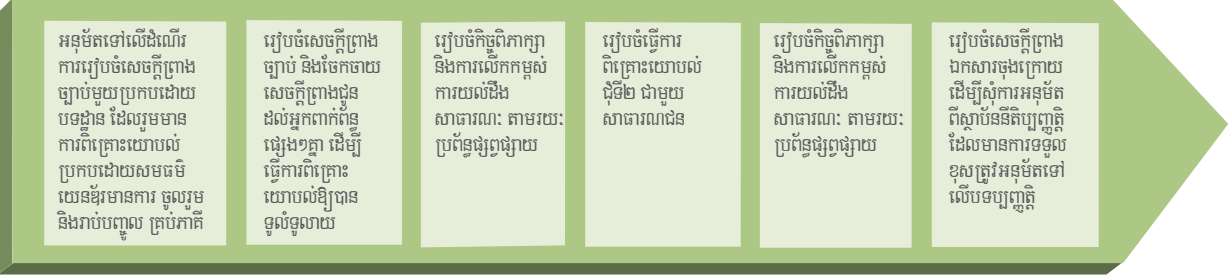 អនុម័តទៅលើដំណើរ
ការរៀបចំសេចក្តីព្រាង
ច្បាប់មួយប្រកបដោយ
បទដ្ឋាន ដែលរួមមាន
ការពិគ្រោះយោបល់
ប្រកបដោយសមធម៌
យេនឌ័រមានការ ចូលរួម
និងរាប់បញ្ចូល គ្រប់ភាគី
រៀបចំសេចក្តីព្រាង
ច្បាប់ និងចែកចាយ
សេចក្តីព្រាងជូន
ដល់អ្នកពាក់ព័ន្ធ
ផ្សេង១គ្នា ដើម្បី
ធ្វើការពិគ្រោះ
យោបល់ឱ្យបាន
ទូលំទូលាយ
រៀបចំកិច្ចពិភាក្សា
និងការលើកកម្ពស់
ការយល់ដឹង
សាធារណៈ តាមរយៈ
ប្រព័ន្ធផ្សព្វផ្សាយ
រៀបចំធ្វើការ
ពិគ្រោះយោបល់
ជុំទី២ ជាមួយ
សាធារណជន
រៀបចំកិច្ចពិភាក្សា
និងការលើកកម្ពស់
ការយល់ដឹង
សាធារណៈ តាមរយៈ
ប្រព័ន្ធផ្សព្វផ្សាយ
រៀបចំសេចក្តីព្រាង
ឯកសារចុងក្រោយ
ដើម្បីសុំការអនុម័ត
ពីស្ថាប័ននីតិប្បញ្ញត្តិ
ដែលមានការទទួល
ខុសត្រូវអនុម័តទៅ
លើបទប្បញ្ញត្តិ